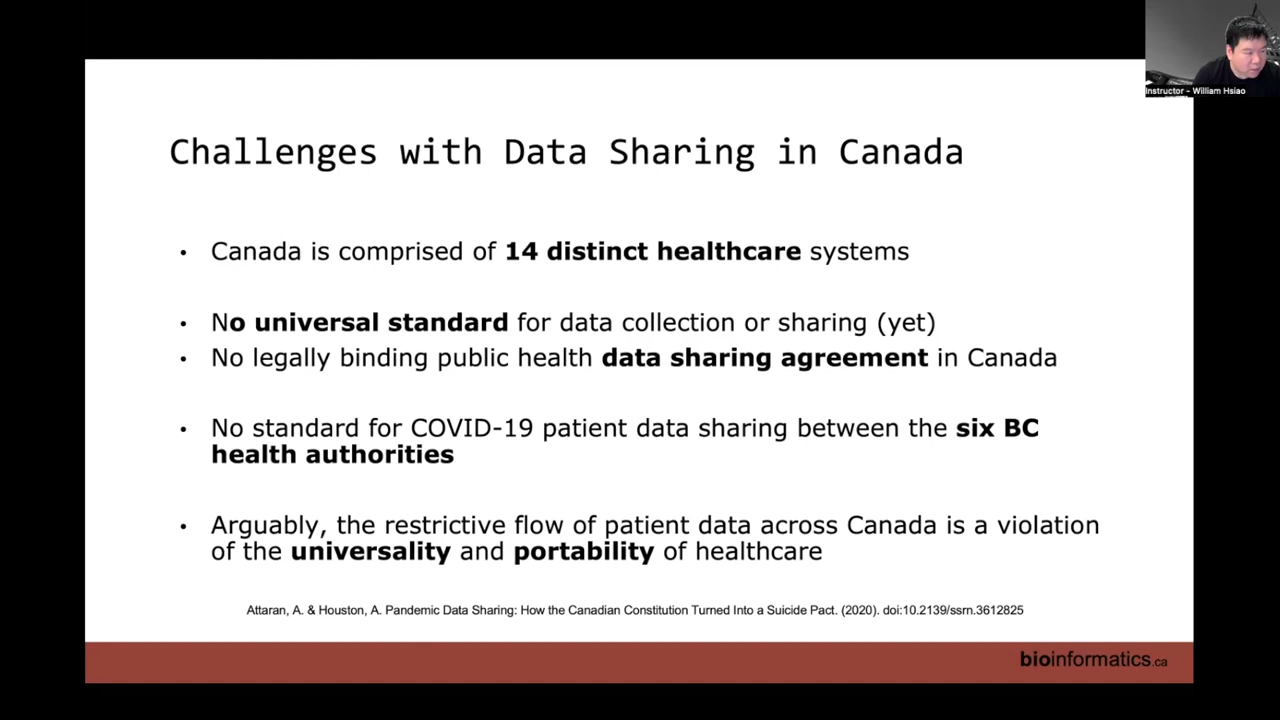 Instructor - William Hsiao
Challenges with Data Sharing in Canada
• Canada is comprised of 14 distinct healthcare systems
• No universal standard for data collection or sharing (yet)
• No legally binding public health data sharing agreement in Canada
• No standard for COVID-19 patient data sharing between the six BC
health authorities
• Arguably, the restrictive flow of patient data across Canada is a violation
of the universality and portability of healthcare
Attaran, A. & Houston, A. Pandemic Data Sharing: How the Canadian Constitution Turned Into a Suicide Pact. (2020). doi:10.2139/ssrn.3612825
bioinformatics.ca